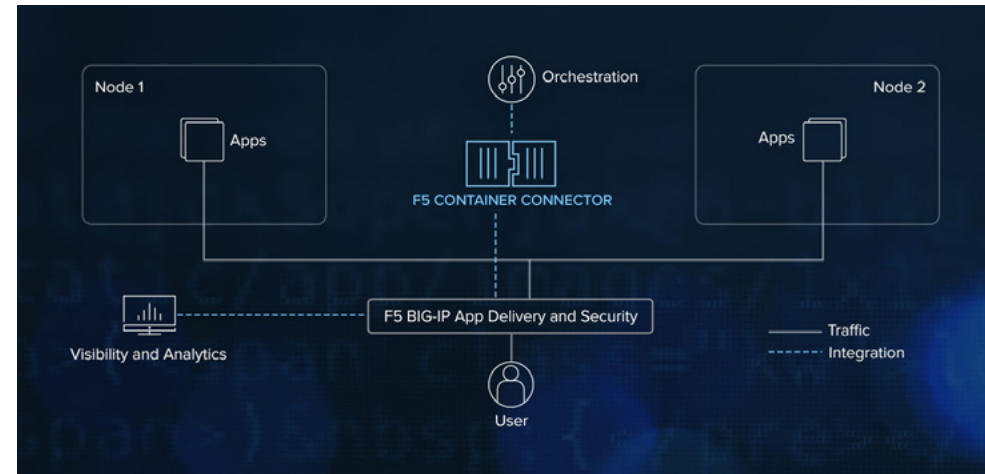 Orchestration
Node 1
Node 2
Apps
Apps
F5 CONTAINER CONNECTOR
F5 BIG-IP App Delivery and Security
Visibility and Analytics
Traffic
Integration
User